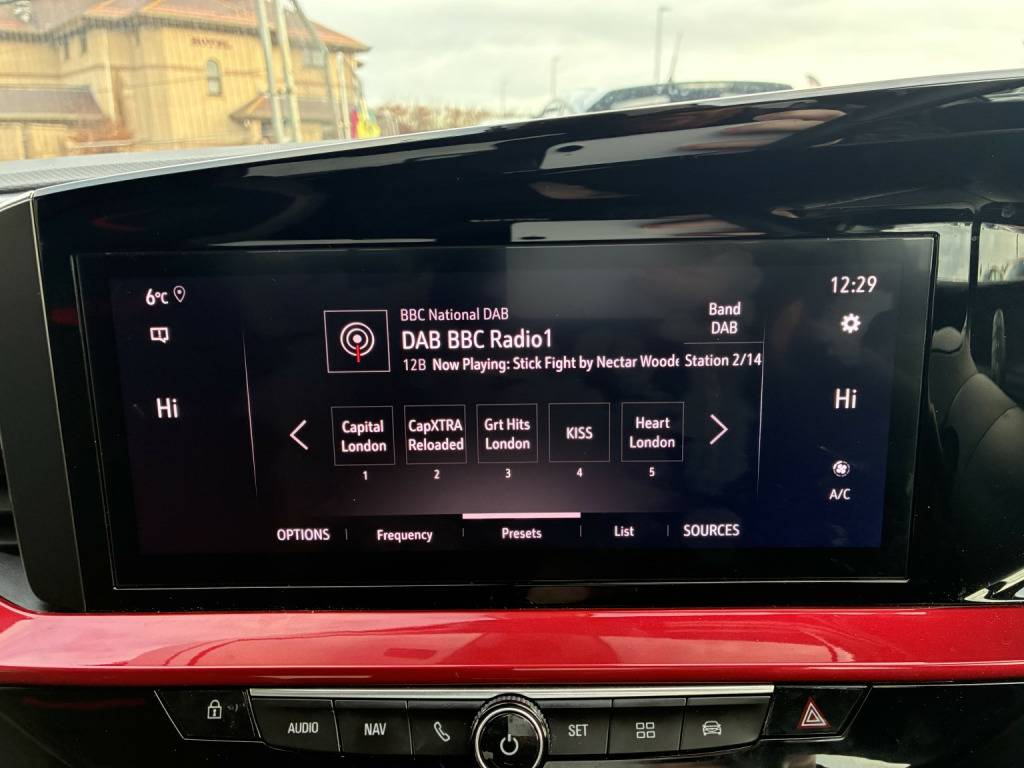 HOTEL
6°C
12:29
BBC National DAB
DAB BBC Radio1
12B Now Playing: Stick Fight by Nectar Woode
Band
DAB
Station 2/14
Hi
Hi
Capital
London
1
CapXTRA
Reloaded
2
Grt Hits
London
3
KISS
4
Heart
London
5
A/C
OPTIONS
Frequency
Presets
List
SOURCES
AUDIO
NAV
SET